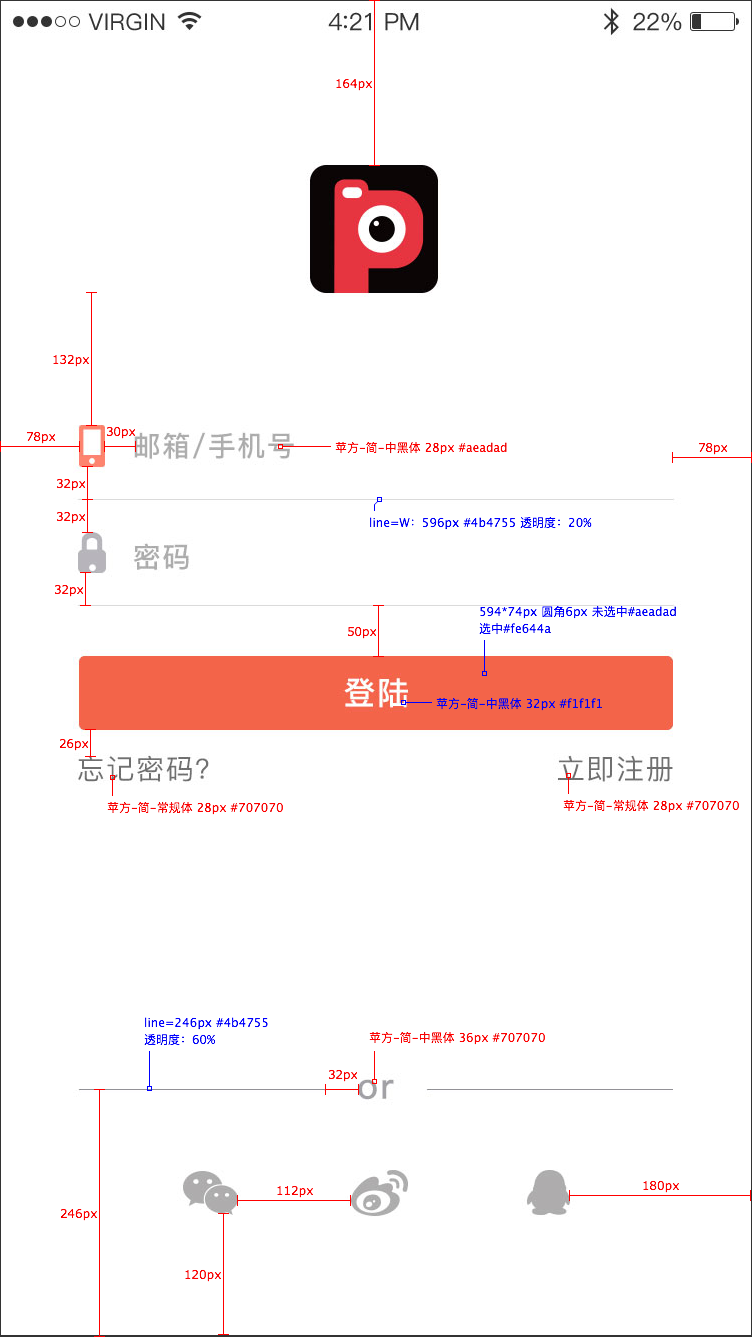 VIRGIN 4:21 PM 22%
164px
132px
78px
30px
邮箱/手机号
苹方-简-中黑体 28px #aeadad
78px
32px
32px
line=W：596px #4b4755 透明度：20%
密码
32px
594*74px 圆角6px 未选中#aeadad
选中#fe644a
50px
登陆
苹方-简-中黑体 32px #f1f1f1
26px
忘记密码？
立即注册
苹方-简-常规体 28px #707070
苹方-简-常规体 28px #707070
line=246px #4b4755
透明度：60%
苹方-简-中黑体 36px #707070
32px
or
112px
180px
246px
120px